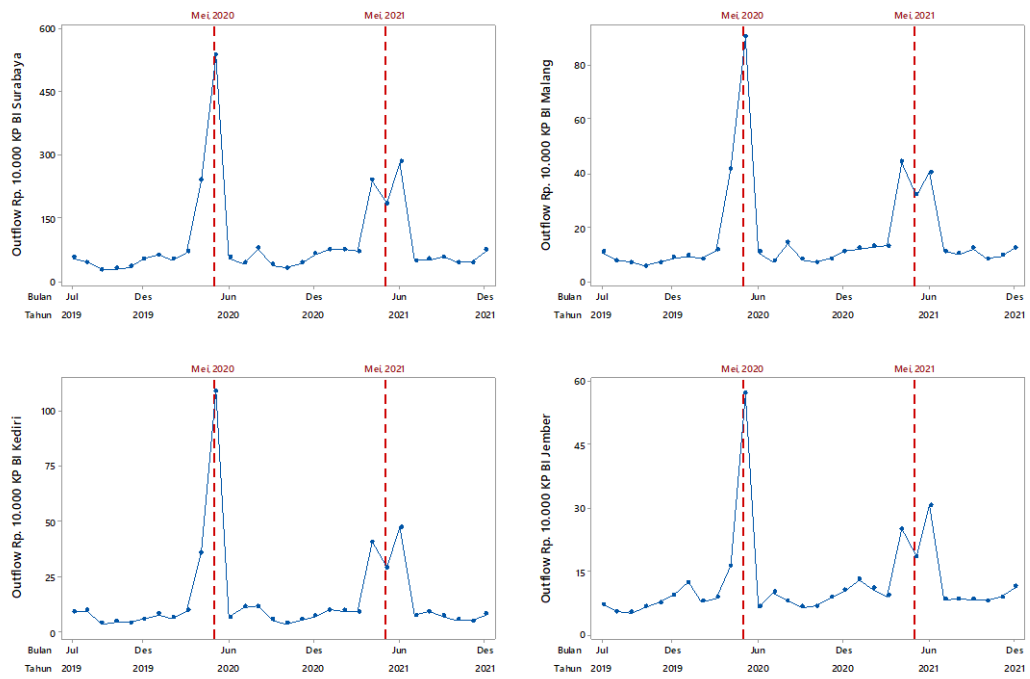 Mei, 2020 Mei, 2021
Outflow Rp. 10.000 KP BI Surabaya
600
450
300
150
0
Bulan Jul Des Jun Des Jun Des
Tahun 2019 2019 2020 2020 2021 2021
Mei, 2020 Mei, 2021
Outflow Rp. 10.000 KP BI Malang
80
60
40
20
0
Bulan Jul Des Jun Des Jun Des
Tahun 2019 2019 2020 2020 2021 2021
Mei, 2020 Mei, 2021
Outflow Rp. 10.000 KP BI Kediri
100
75
50
25
0
Bulan Jul Des Jun Des Jun Des
Tahun 2019 2019 2020 2020 2021 2021
Mei, 2020 Mei, 2021
Outflow Rp. 10.000 KP BI Jember
60
45
30
15
0
Bulan Jul Des Jun Des Jun Des
Tahun 2019 2019 2020 2020 2021 2021